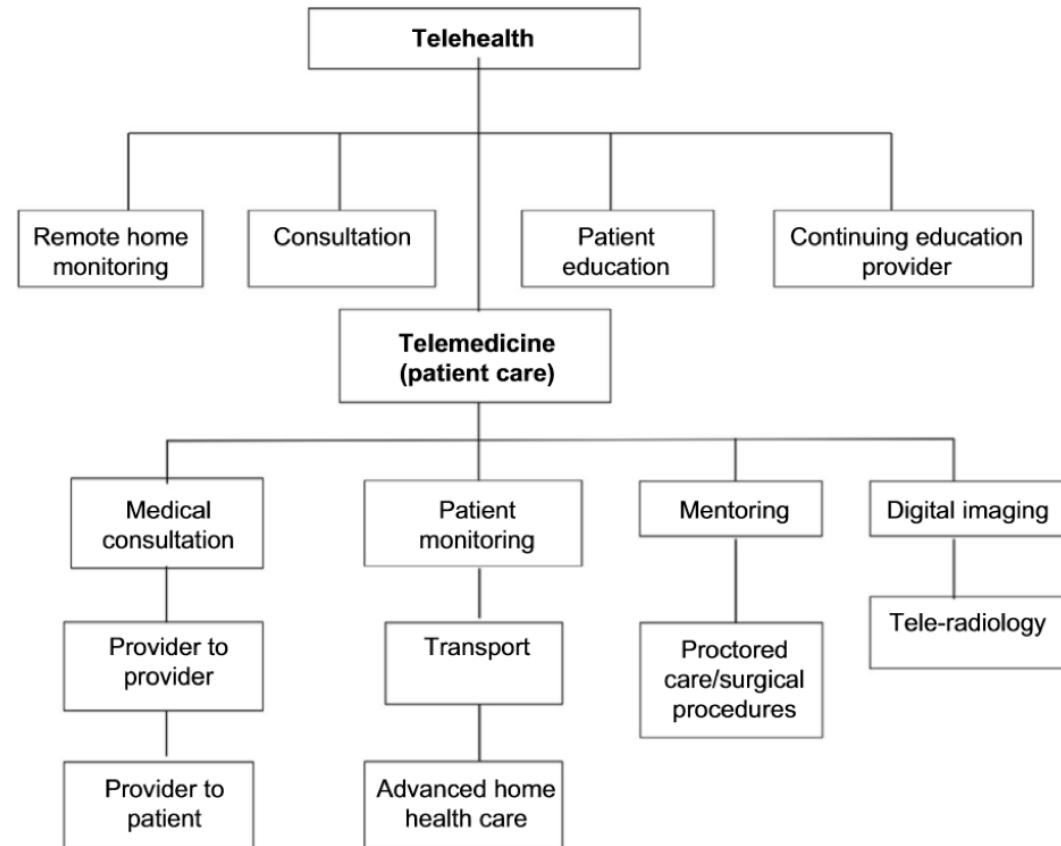 Telehealth
Remote home
monitoring
Consultation
Patient
education
Continuing education
provider
Telemedicine
(patient care)
Medical
consultation
Patient
monitoring
Mentoring
Digital imaging
Provider to
provider
Transport
Proctored
care/surgical
procedures
Tele-radiology
Provider to
patient
Advanced home
health care